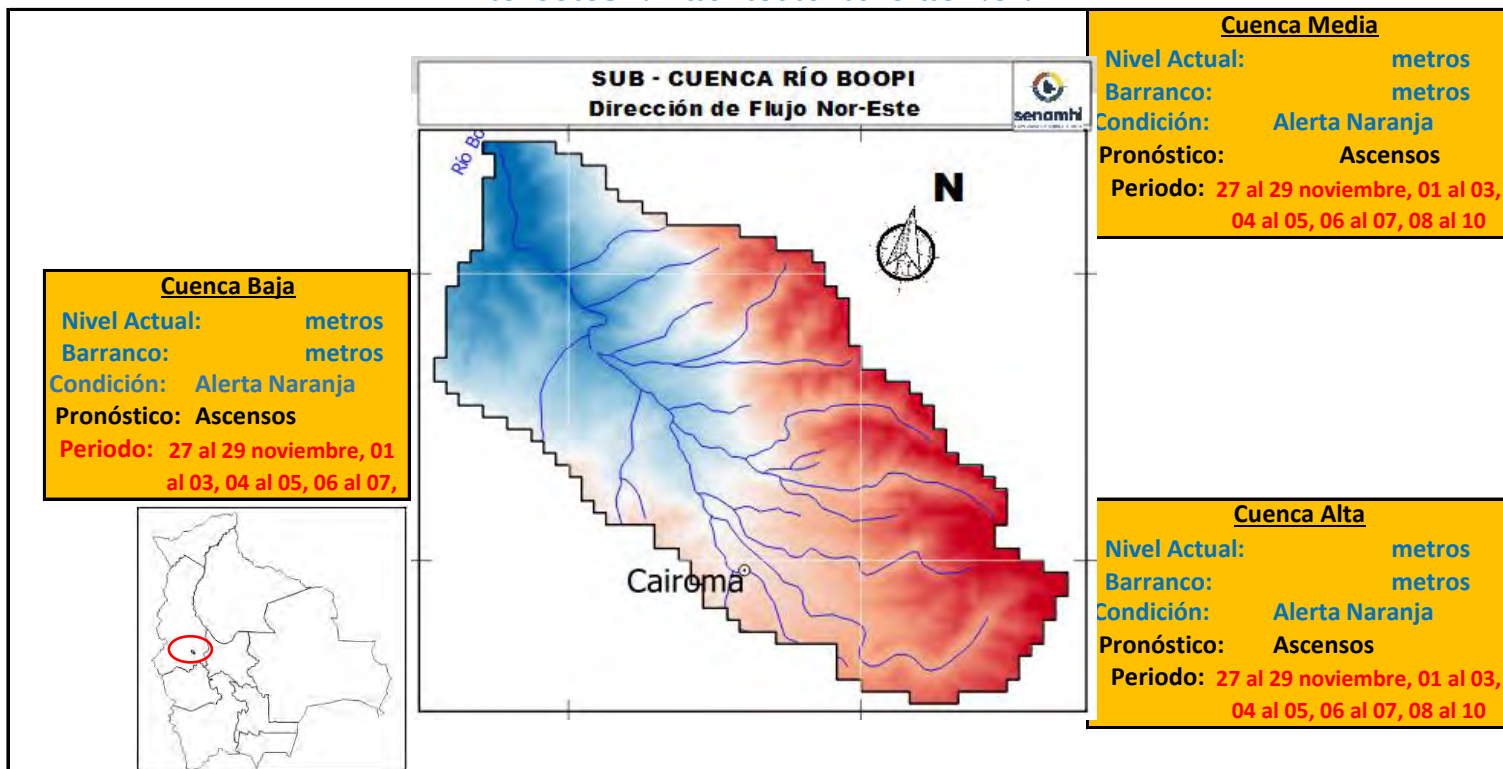 SUB - CUENCA RÍO BOOPI
Dirección de Flujo Nor-Este
senamhi
Río Bo
N
Cairoma
Cuenca Media
Nivel Actual: metros
Barranco: metros
Condición: Alerta Naranja
Pronóstico: Ascensos
Periodo: 27 al 29 noviembre, 01 al 03,
04 al 05, 06 al 07, 08 al 10
Cuenca Baja
Nivel Actual: metros
Barranco: metros
Condición: Alerta Naranja
Pronóstico: Ascensos
Periodo: 27 al 29 noviembre, 01
al 03, 04 al 05, 06 al 07,
Cuenca Alta
Nivel Actual: metros
Barranco: metros
Condición: Alerta Naranja
Pronóstico: Ascensos
Periodo: 27 al 29 noviembre, 01 al 03,
04 al 05, 06 al 07, 08 al 10